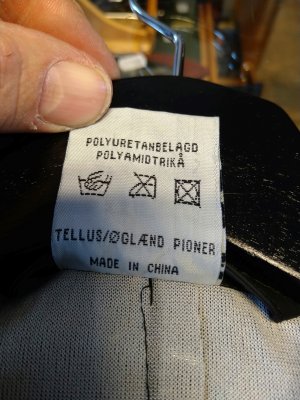 POLYURETANBELAGD
POLYAMIDTRIKÅ
TELLUS/ØGLÆND PIONER
MADE IN CHINA